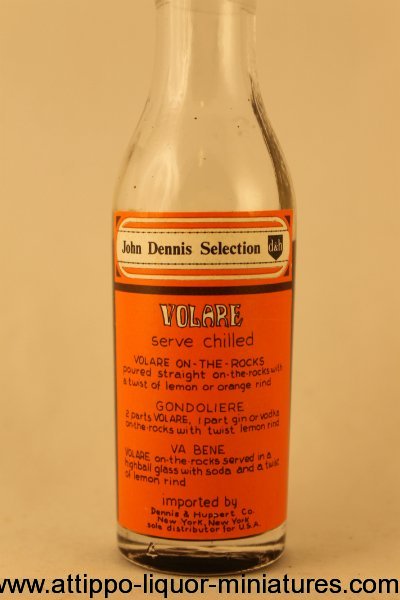 John Dennis Selection d&h
VOLARE
serve chilled
VOLARE ON-THE-ROCKS
poured straight on-the-rocks with
a twist of lemon or orange rind
GONDOLIERE
2 parts VOLARE, 1 part gin or vodka
on-the-rocks with twist lemon rind
VA BENE
VOLARE on-the-rocks served in a
highball glass with soda and a twist
of lemon rind
imported by
Dennis & Huppert Co.
New York, New York
sole distributor for U.S.A.
www.attippo-liquor-miniatures.com